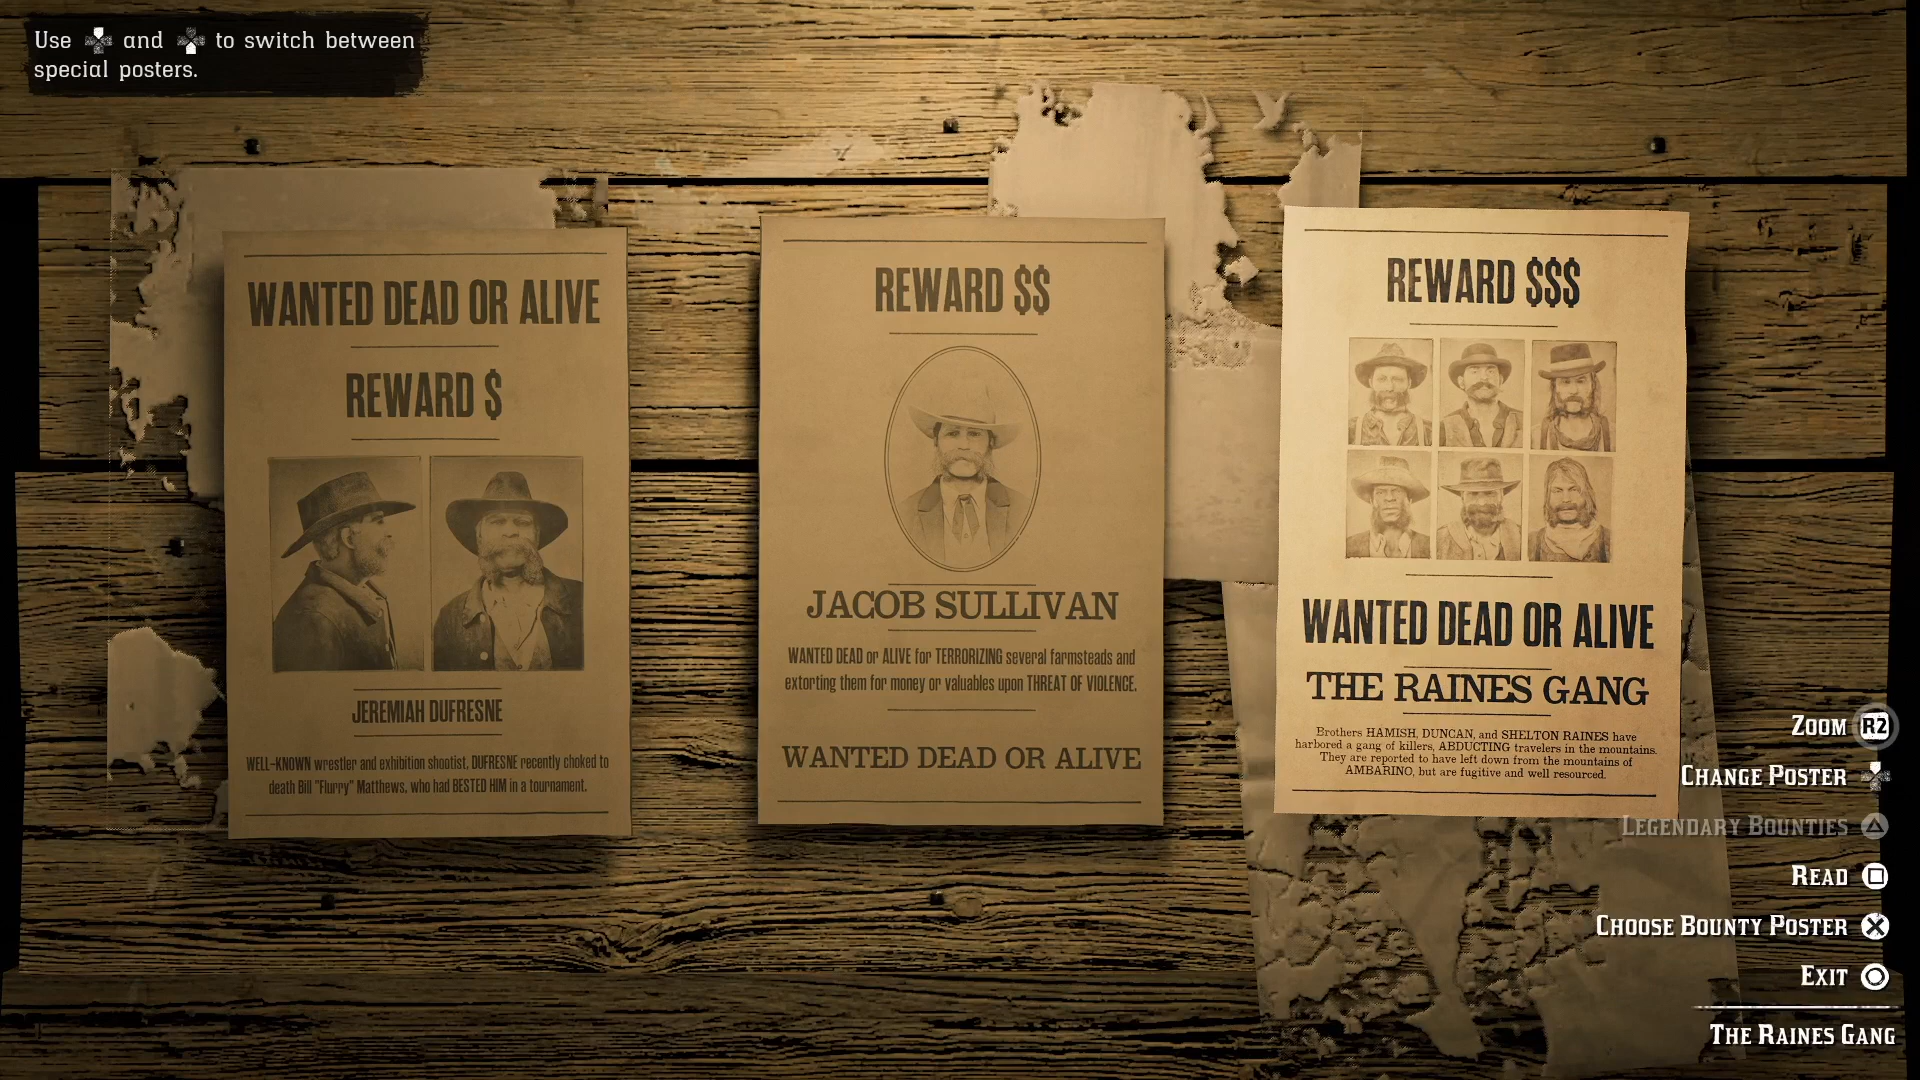 Use and to switch between
special posters.
WANTED DEAD OR ALIVE
REWARD $
JEREMIAH DUFRESNE
WELL-KNOWN wrestler and exhibition shootist, DUFRESNE recently choked to
death Bill "Flurry" Matthews, who had BESTED HIM in a tournament.
REWARD $$
JACOB SULLIVAN
WANTED DEAD or ALIVE for TERRORIZING several farmsteads and
extorting them for money or valuables upon THREAT OF VIOLENCE.
WANTED DEAD OR ALIVE
REWARD $$$
WANTED DEAD OR ALIVE
THE RAINES GANG
Brothers HAMISH, DUNCAN, and SHELTON RAINES have
harbored a gang of killers, ABDUCTING travelers in the mountains.
They are reported to have left down from the mountains of
AMBARINO, but are fugitive and well resourced.
ZOOM R2
CHANGE POSTER
LEGENDARY BOUNTIES
READ
CHOOSE BOUNTY POSTER
EXIT
THE RAINES GANG